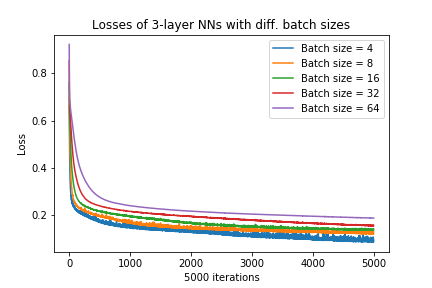 Losses of 3-layer NNs with diff. batch sizes
Batch size = 4
Batch size = 8
Batch size = 16
Batch size = 32
Batch size = 64
0.8
0.6
0.4
0.2
Loss
0 1000 2000 3000 4000 5000
5000 iterations